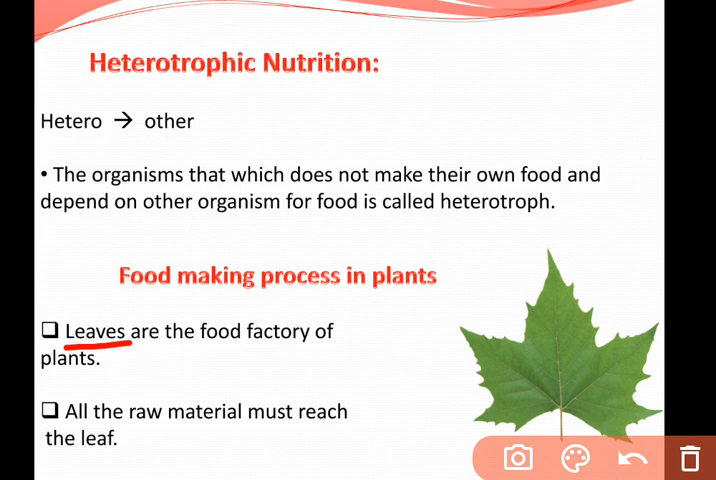 Heterotrophic Nutrition:
Hetero → other
• The organisms that which does not make their own food and
depend on other organism for food is called heterotroph.
Food making process in plants
❑ Leaves are the food factory of
plants.
❑ All the raw material must reach
the leaf.